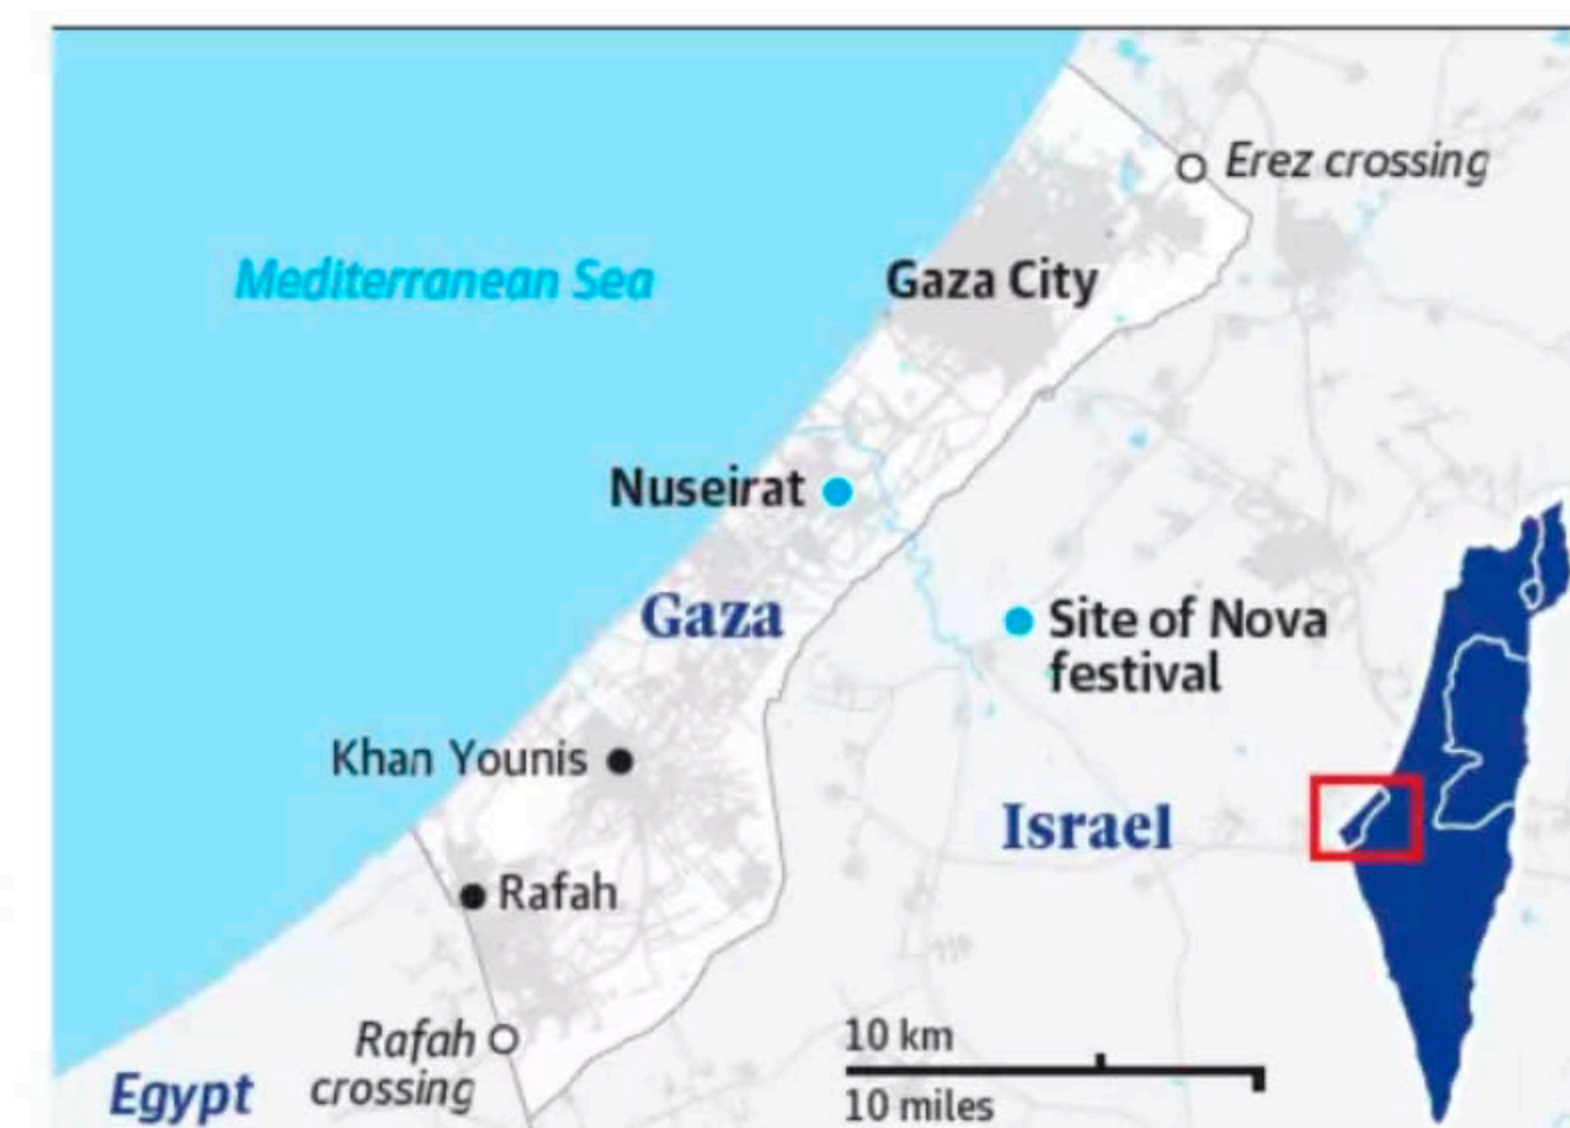 Erez crossing
Mediterranean Sea
Gaza City
Nuseirat
Gaza
Site of Nova
festival
Khan Younis
Israel
Rafah
Rafah
crossing
Egypt
10 km
10 miles